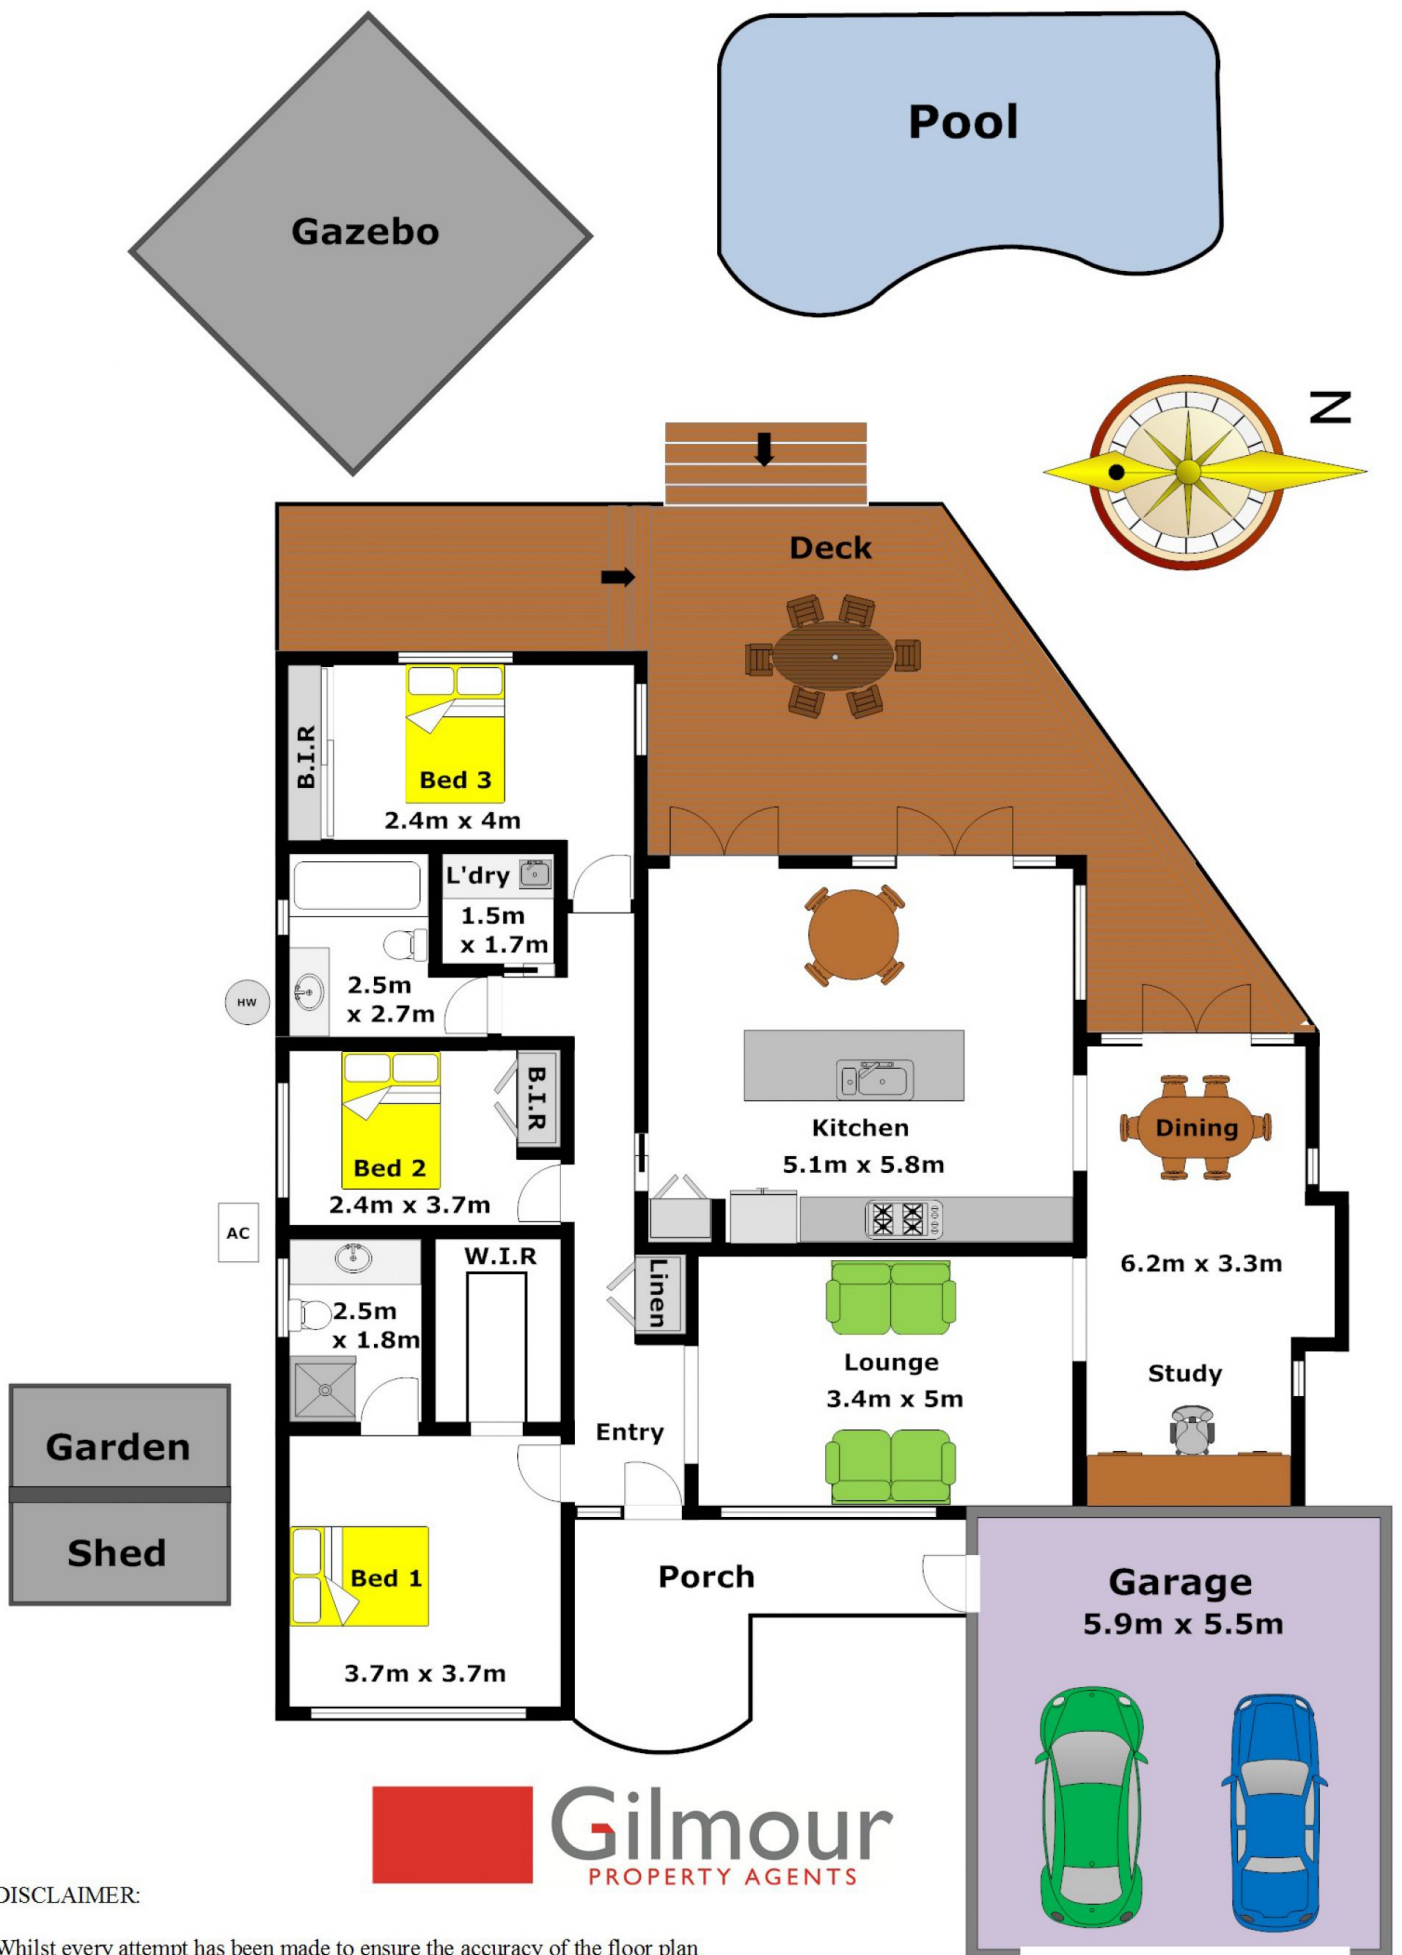 Pool
Gazebo
N
Deck
B.I.R
Bed 3
2.4m x 4m
L'dry
1.5m
x 1.7m
2.5m
x 2.7m
HW
B.I.R
Bed 2
2.4m x 3.7m
Kitchen
5.1m x 5.8m
Dining
AC
W.I.R
Linen
6.2m x 3.3m
2.5m
x 1.8m
Lounge
3.4m x 5m
Study
Entry
Garden
Shed
Bed 1
3.7m x 3.7m
Porch
Garage
5.9m x 5.5m
Gilmour
PROPERTY AGENTS
DISCLAIMER:
Whilst every attempt has been made to ensure the accuracy of the floor plan